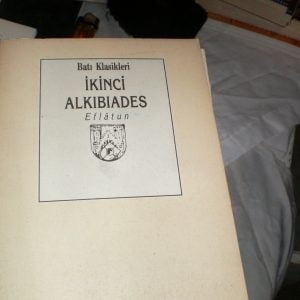 Batı Klasikleri
İKİNCİ
ALKIBIADES
Eflâtun